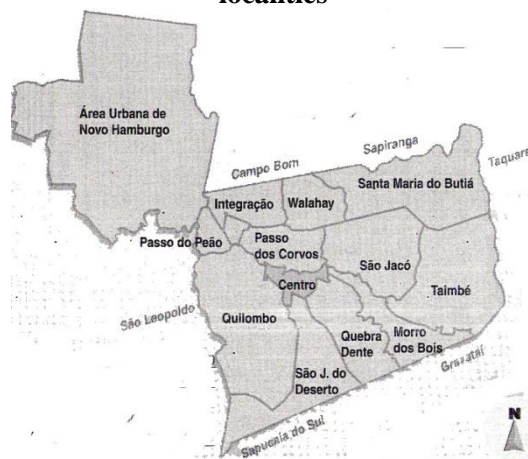 localities
Área Urbana de
Novo Hamburgo
Campo Bom
Sapiranga
Taquara
Santa Maria do Butiá
Integração
Walahay
Passo do Peão
Passo
dos Corvos
São Jacó
Taimbé
Centro
São Leopoldo
Quilombo
Quebra
Dente
Morro
dos Bois
São J. do
Deserto
Gravataí
Sapucaia do Sul
N